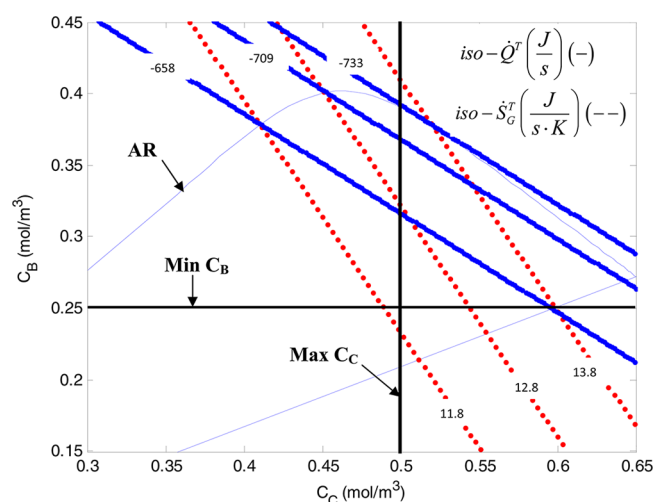 0.45
0.4
0.35
0.3
0.25
0.2
0.15
0.3 0.35 0.4 0.45 0.5 0.55 0.6 0.65
C_B (mol/m³)
C_C (mol/m³)
-658
-709
-733
iso−Q̇ᵀ(J/s)(−)
iso−Ṡ_Gᵀ(J/(s·K))(−−)
AR
Min C_B
Max C_C
11.8
12.8
13.8